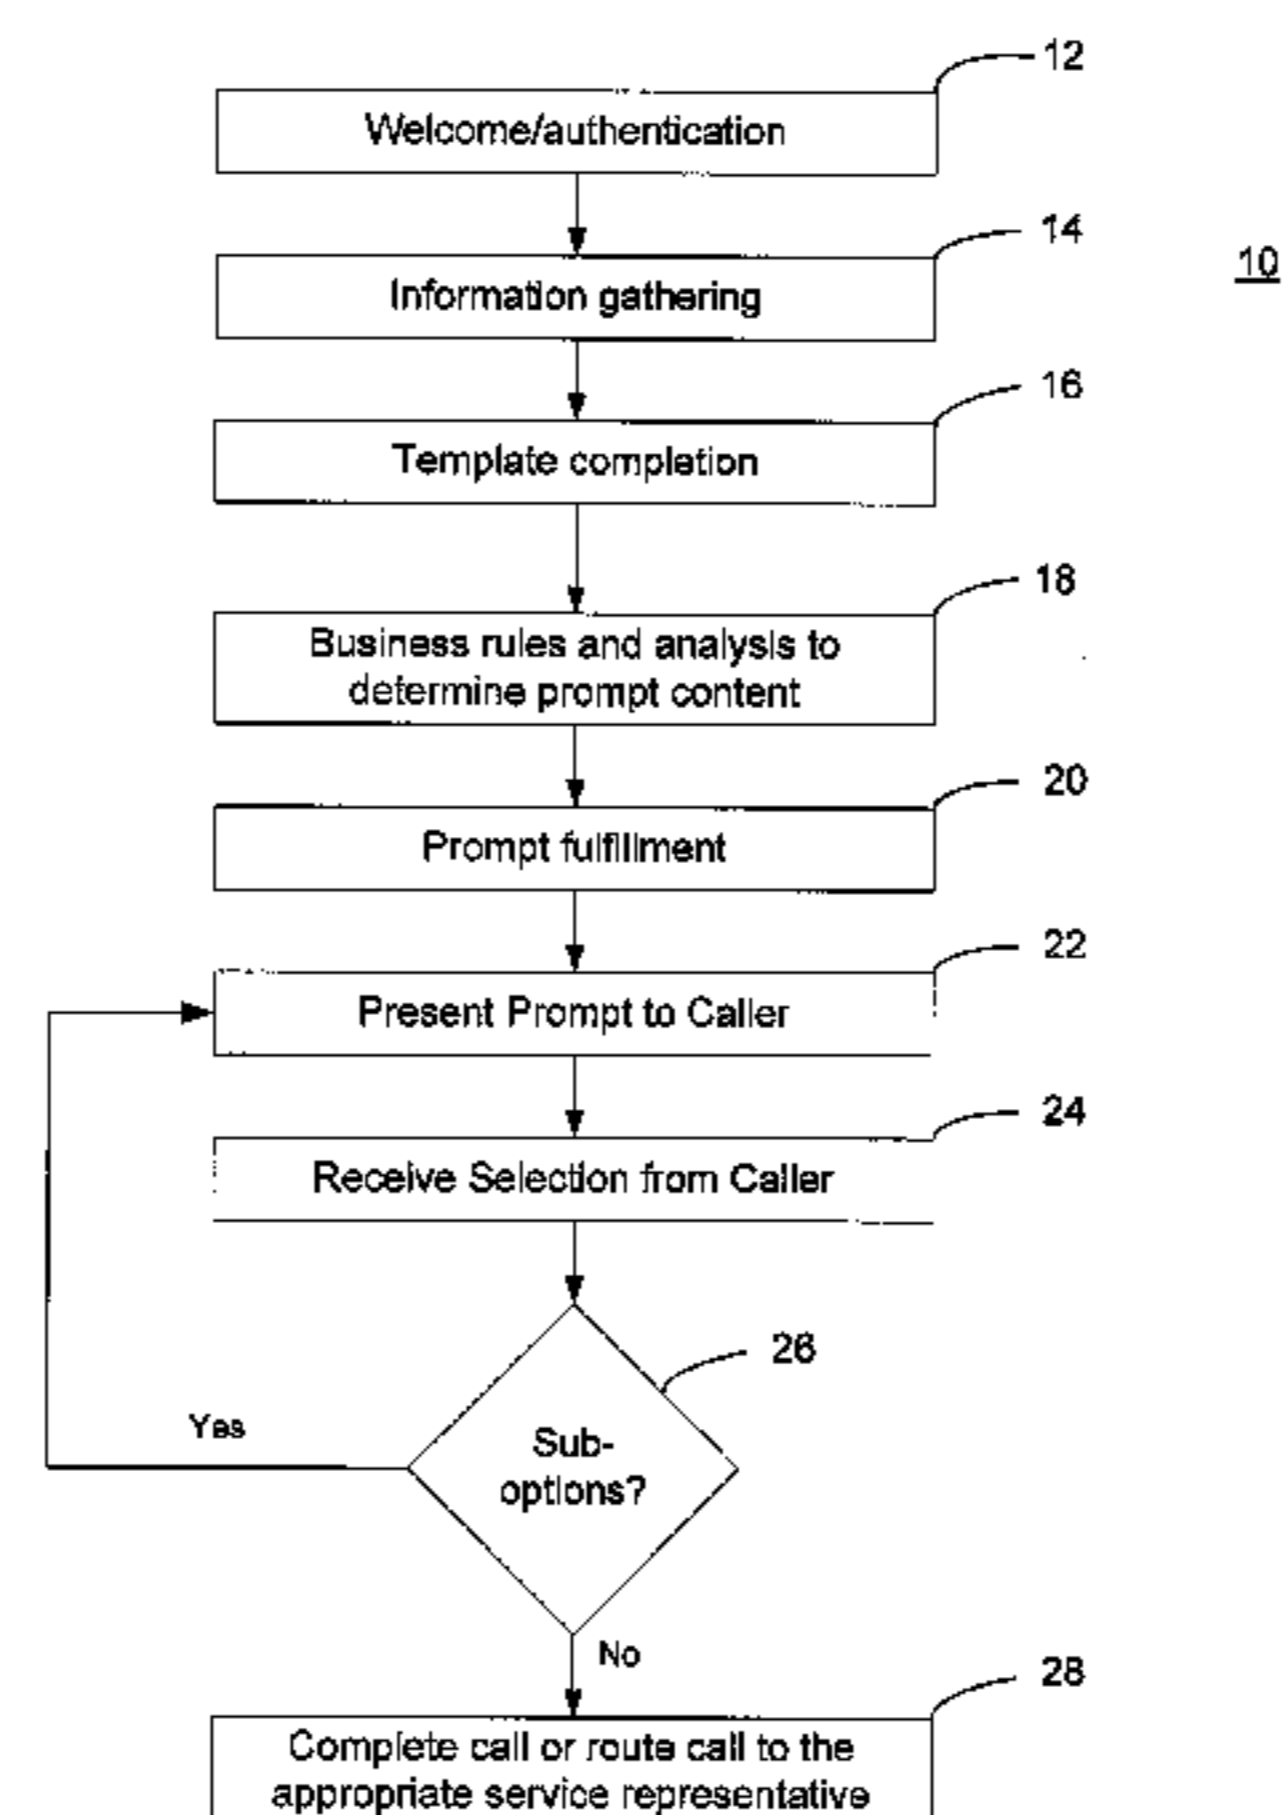 12
Welcome/authentication
14
10
Information gathering
16
Template completion
18
Business rules and analysis to
determine prompt content
20
Prompt fulfillment
22
Present Prompt to Caller
24
Receive Selection from Caller
26
Yes
Sub-
options?
No
28
Complete call or route call to the
appropriate service representative